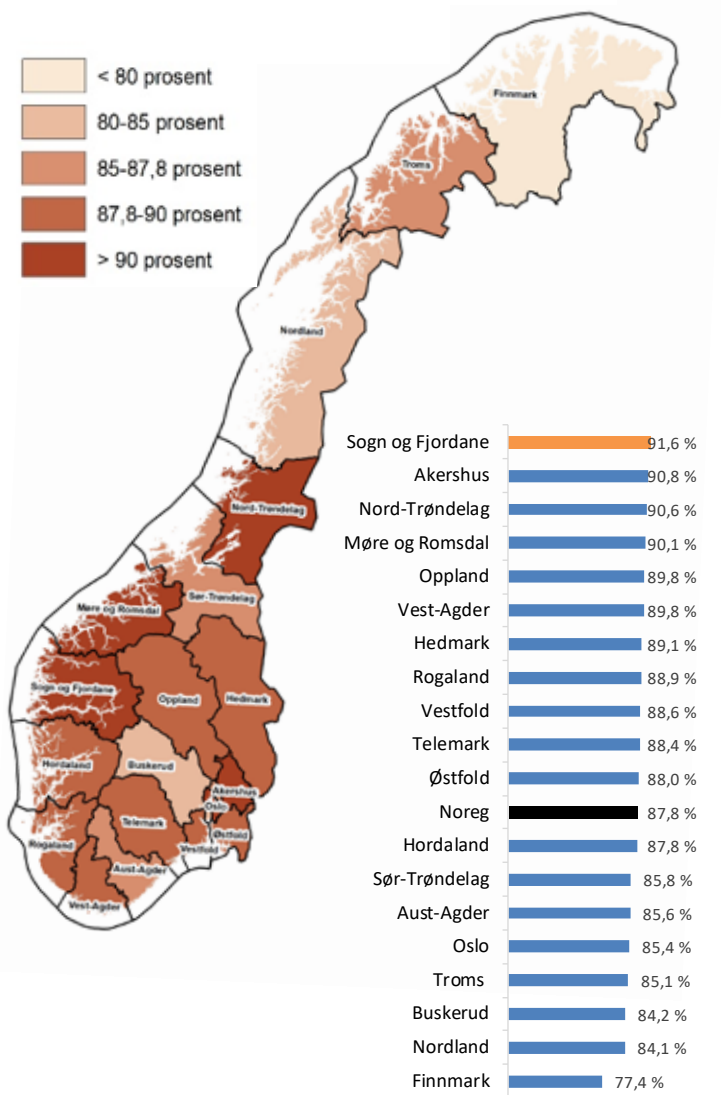 < 80 prosent
80-85 prosent
85-87,8 prosent
87,8-90 prosent
> 90 prosent
Finnmark
Troms
Nordland
Nord-Trøndelag
Sør-Trøndelag
Møre og Romsdal
Sogn og Fjordane
Oppland
Hedmark
Hordaland
Buskerud
Akershus
Oslo
Telemark
Østfold
Rogaland
Vestfold
Aust-Agder
Vest-Agder
Sogn og Fjordane 91,6 %
Akershus 90,8 %
Nord-Trøndelag 90,6 %
Møre og Romsdal 90,1 %
Oppland 89,8 %
Vest-Agder 89,8 %
Hedmark 89,1 %
Rogaland 88,9 %
Vestfold 88,6 %
Telemark 88,4 %
Østfold 88,0 %
Noreg 87,8 %
Hordaland 87,8 %
Sør-Trøndelag 85,8 %
Aust-Agder 85,6 %
Oslo 85,4 %
Troms 85,1 %
Buskerud 84,2 %
Nordland 84,1 %
Finnmark 77,4 %